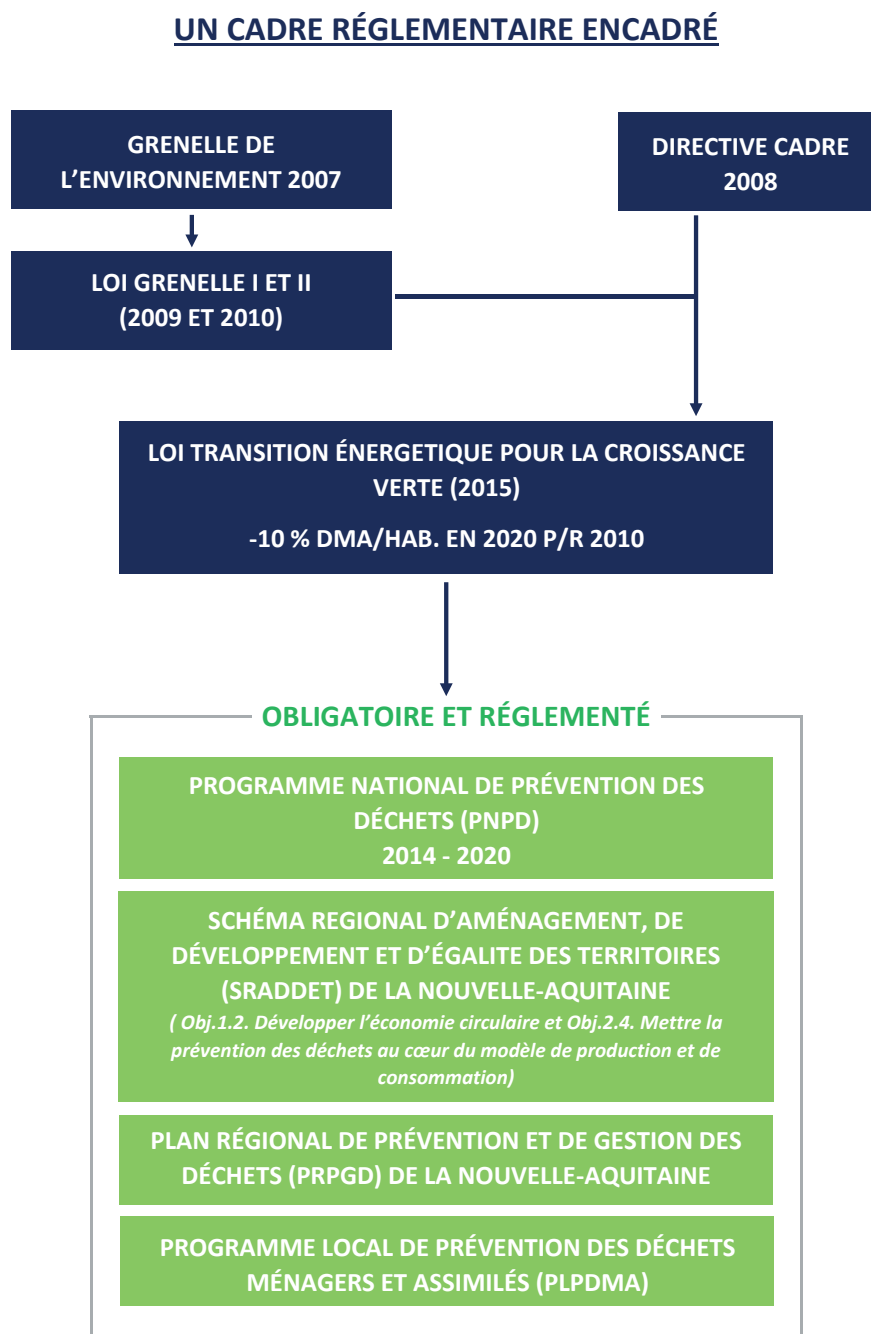 UN CADRE RÉGLEMENTAIRE ENCADRÉ
GRENELLE DE
L'ENVIRONNEMENT 2007
DIRECTIVE CADRE
2008
LOI GRENELLE I ET II
(2009 ET 2010)
LOI TRANSITION ÉNERGETIQUE POUR LA CROISSANCE
VERTE (2015)
-10 % DMA/HAB. EN 2020 P/R 2010
OBLIGATOIRE ET RÉGLEMENTÉ
PROGRAMME NATIONAL DE PRÉVENTION DES
DÉCHETS (PNPD)
2014 - 2020
SCHÉMA REGIONAL D'AMÉNAGEMENT, DE
DÉVELOPPEMENT ET D'ÉGALITE DES TERRITOIRES
(SRADDET) DE LA NOUVELLE-AQUITAINE
( Obj.1.2. Développer l'économie circulaire et Obj.2.4. Mettre la
prévention des déchets au cœur du modèle de production et de
consommation)
PLAN RÉGIONAL DE PRÉVENTION ET DE GESTION DES
DÉCHETS (PRPGD) DE LA NOUVELLE-AQUITAINE
PROGRAMME LOCAL DE PRÉVENTION DES DÉCHETS
MÉNAGERS ET ASSIMILÉS (PLPDMA)